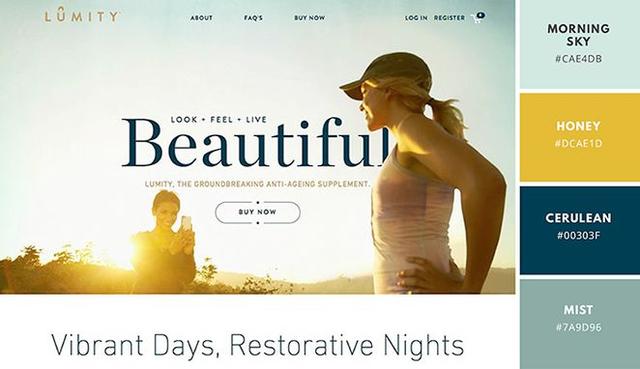 LÛMITY
ABOUT FAQ'S BUY NOW LOG IN REGISTER 0
LOOK + FEEL + LIVE
Beautiful
LUMITY, THE GROUNDBREAKING ANTI-AGEING SUPPLEMENT.
BUY NOW
Vibrant Days, Restorative Nights
MORNING
SKY
#CAE4DB
HONEY
#DCAE1D
CERULEAN
#00303F
MIST
#7A9D96